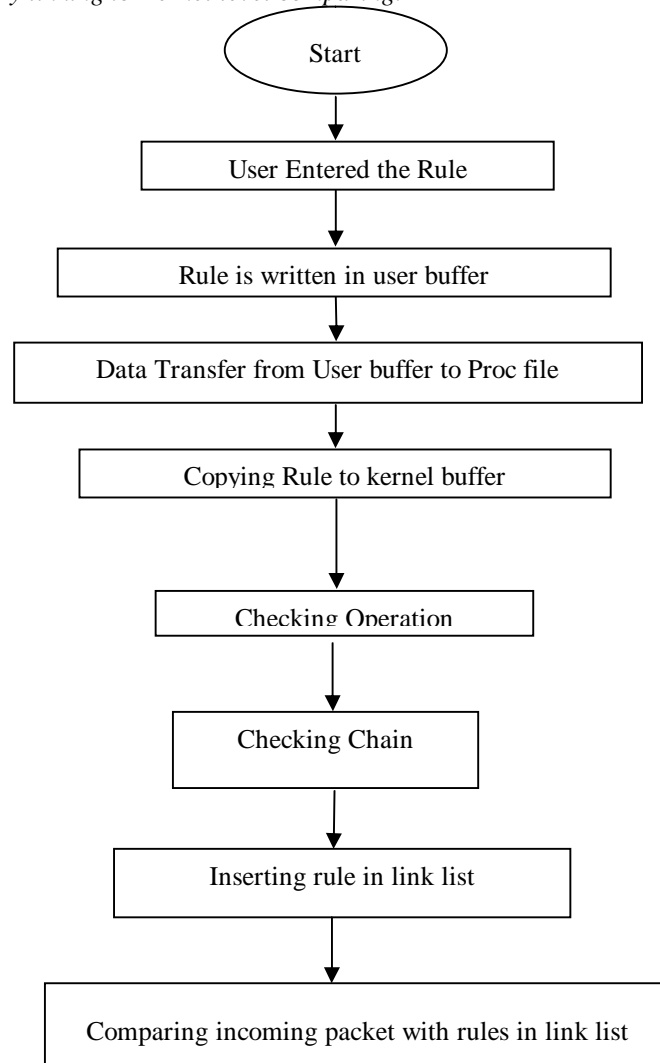 Start
User Entered the Rule
Rule is written in user buffer
Data Transfer from User buffer to Proc file
Copying Rule to kernel buffer
Checking Operation
Checking Chain
Inserting rule in link list
Comparing incoming packet with rules in link list